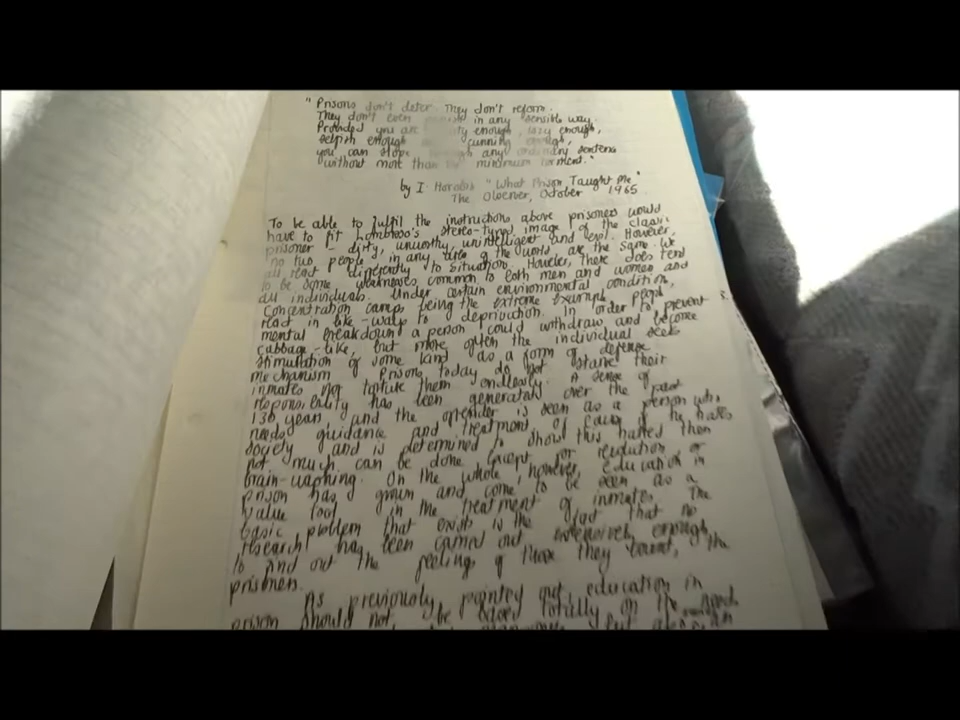 "Prisons don't deter. They don't reform.
They don't even in any sensible way.
Provided you are enough, lazy enough,
selfish enough cunning enough,
you can slope through any ordinary sentence
without more than minimum torment."
by I. "What Prison Taught Me"
The Observer, October 1965
To be able to fulfil the instructions above prisoners would
have to fit Lombroso's stereo-typed image of the classic
prisoner - dirty, unworthy, unintelligent and evil. However,
no two people, in any area of the world are the same. We
all react differently to situation. However, there does tend
to be some weaknesses common to both men and women and
all individuals. Under certain environmental condition,
concentration camps being the extreme example people
react in like-ways to deprivation. In order to prevent
mental breakdown a person could withdraw and become
cabbage-like, but more often the individual seeks
stimulation of some kind as a form of defense
mechanism Prisons today do not starve their
inmates nor torture them endlessly. A sense of
responsibility has been generated over the past
130 years, and the offender is seen as a person who
needs guidance and treatment of if he hates
society and is determined to show this hatred then
not much can be done except for revolution or
brain-washing. On the whole, however, education in
prison has grown and come to be seen as a
value tool in the treatment of inmates. The
basic problem that exists is the fact that no
research has been carried out extensively enough,
to find out the feelings of those they the
prisoners.
As previously pointed out education in
prison should not be based totally on the